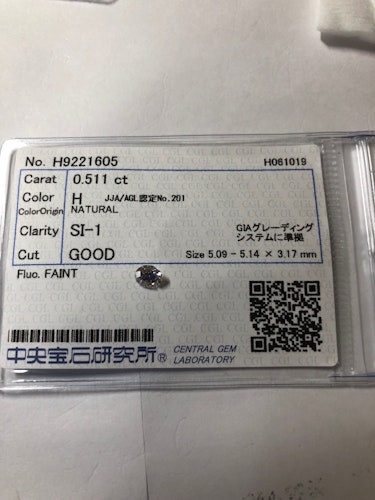 No. H9221605 H061019
Carat 0.511 ct
Color H JJA/AGL認定No.201
ColorOrigin NATURAL
Clarity SI-1 GIAグレーディング
システムに準拠
Cut GOOD Size 5.09 - 5.14 × 3.17 mm
Fluo. FAINT
中央宝石研究所® CENTRAL GEM
LABORATORY